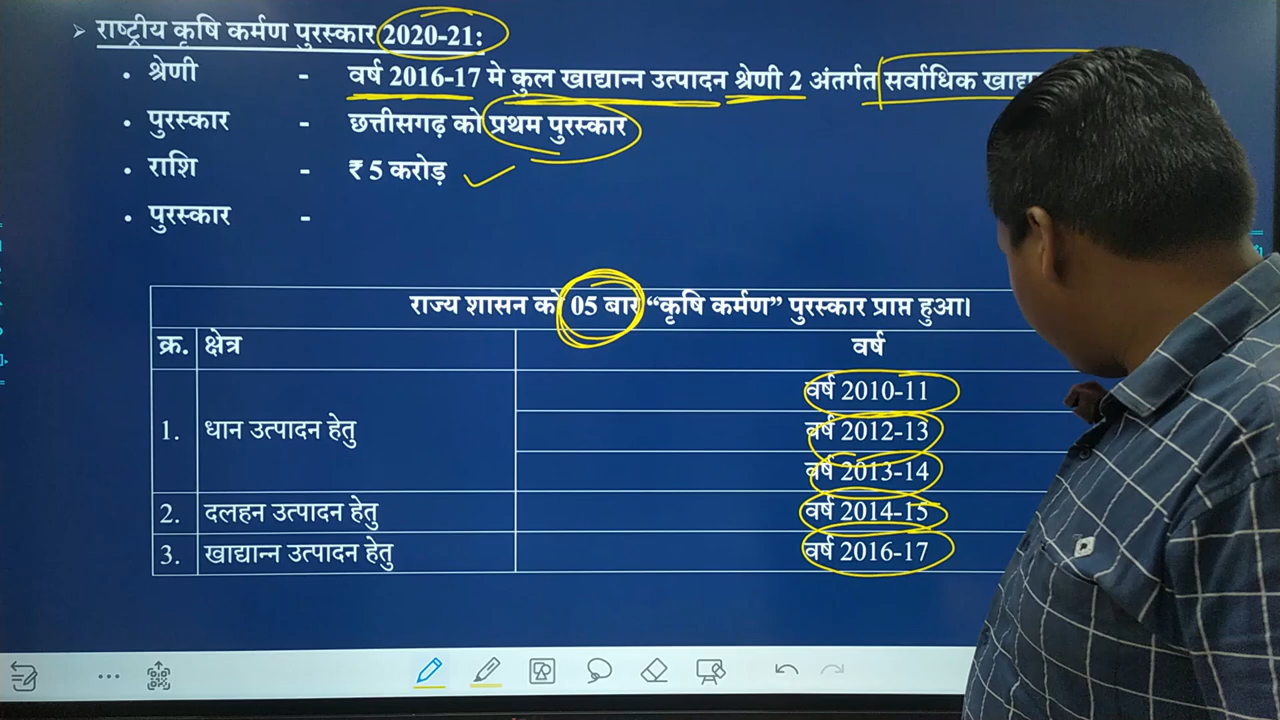 ➢ राष्ट्रीय कृषि कर्मण पुरस्कार 2020-21:
• श्रेणी - वर्ष 2016-17 मे कुल खाद्यान्न उत्पादन श्रेणी 2 अंतर्गत सर्वाधिक
• पुरस्कार - छत्तीसगढ़ को प्रथम पुरस्कार
• राशि - ₹ 5 करोड़
• पुरस्कार -
राज्य शासन को 05 बार “कृषि कर्मण” पुरस्कार प्राप्त हुआ।
क्र. क्षेत्र वर्ष
वर्ष 2010-11
1. धान उत्पादन हेतु वर्ष 2012-13
वर्ष 2013-14
2. दलहन उत्पादन हेतु वर्ष 2014-15
3. खाद्यान्न उत्पादन हेतु वर्ष 2016-17